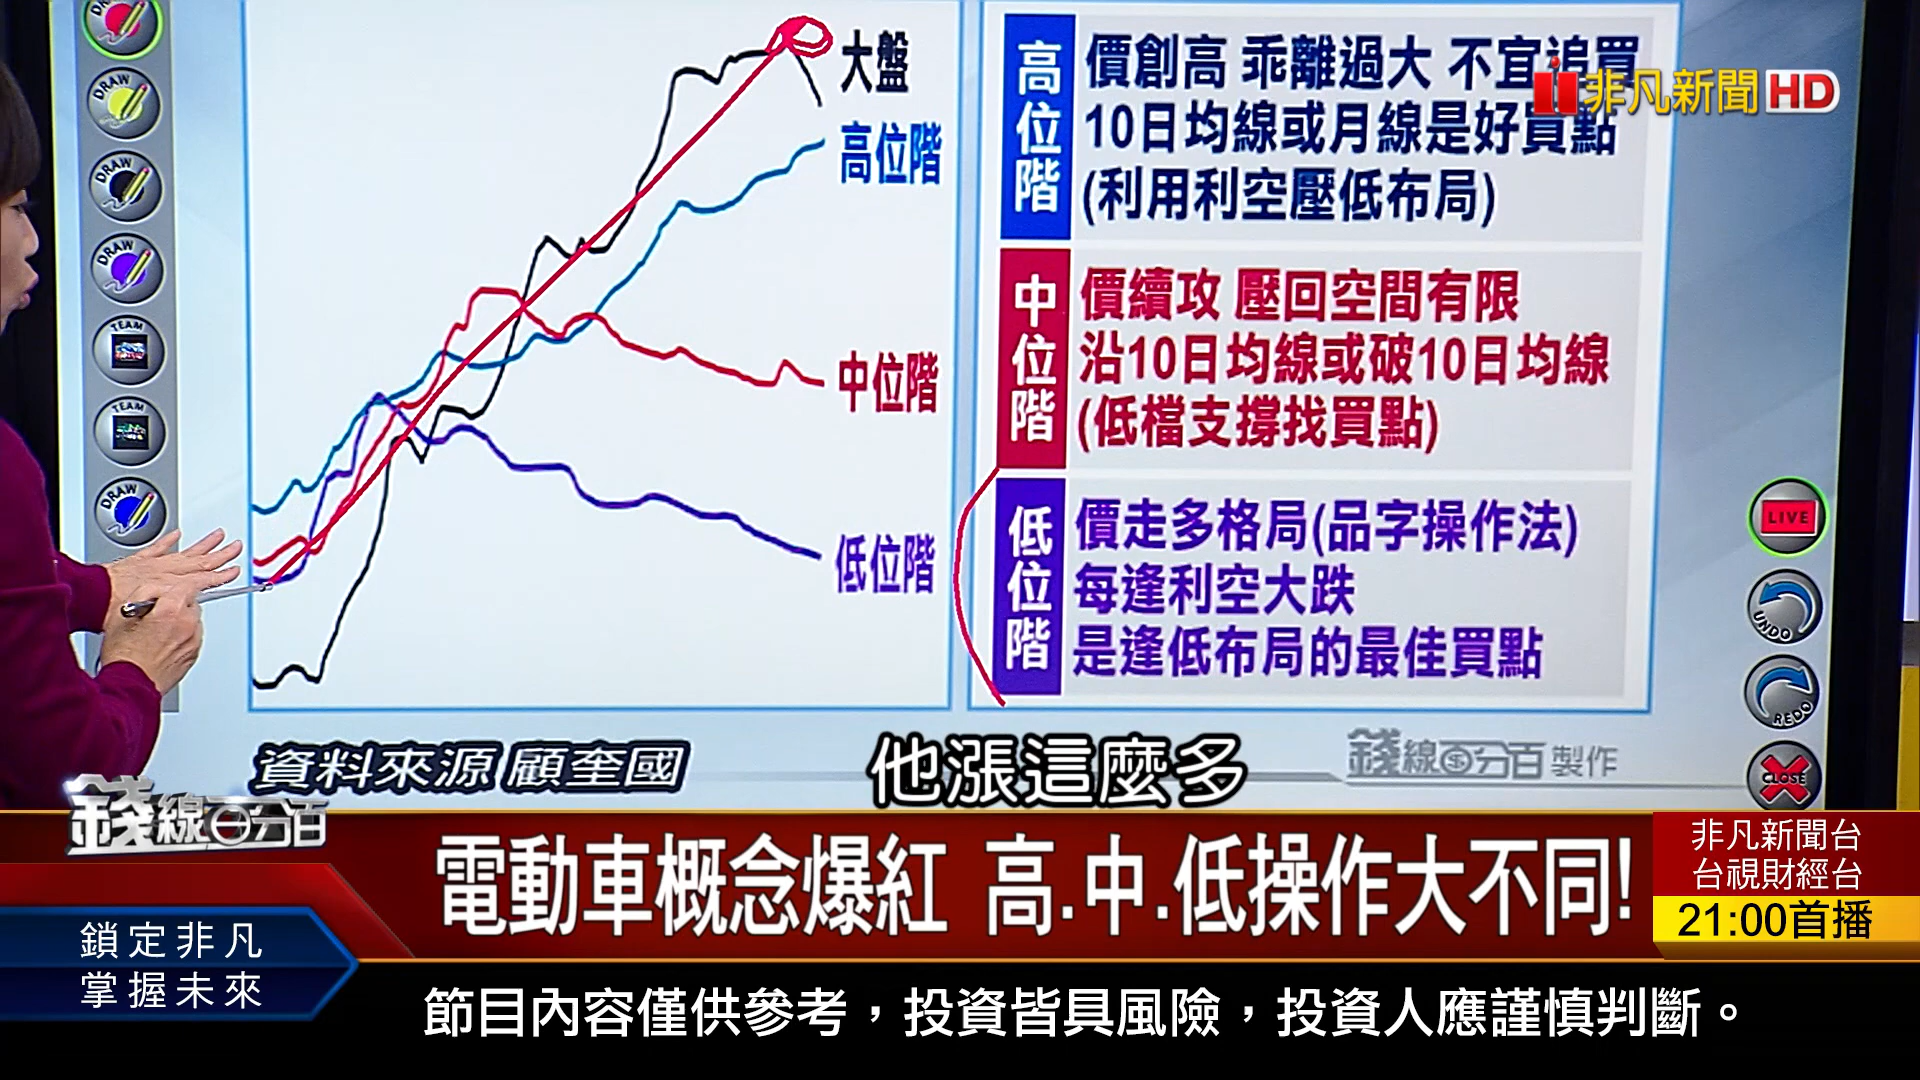 DRAW
DRAW
DRAW
DRAW
TEAM
TEAM
DRAW
大盤
高位階
中位階
低位階
高位階
價創高 乖離過大 不宜追買
10日均線或月線是好買點
(利用利空壓低布局)
中位階
價續攻 壓回空間有限
沿10日均線或破10日均線
(低檔支撐找買點)
低位階
價走多格局(品字操作法)
每逢利空大跌
是逢低布局的最佳買點
非凡新聞HD
LIVE
UNDO
REDO
CLOSE
資料來源 顧奎國
他漲這麼多
錢線百分百 製作
錢線百分百
電動車概念爆紅 高.中.低操作大不同!
非凡新聞台
台視財經台
21:00首播
鎖定非凡
掌握未來
節目內容僅供參考，投資皆具風險，投資人應謹慎判斷。